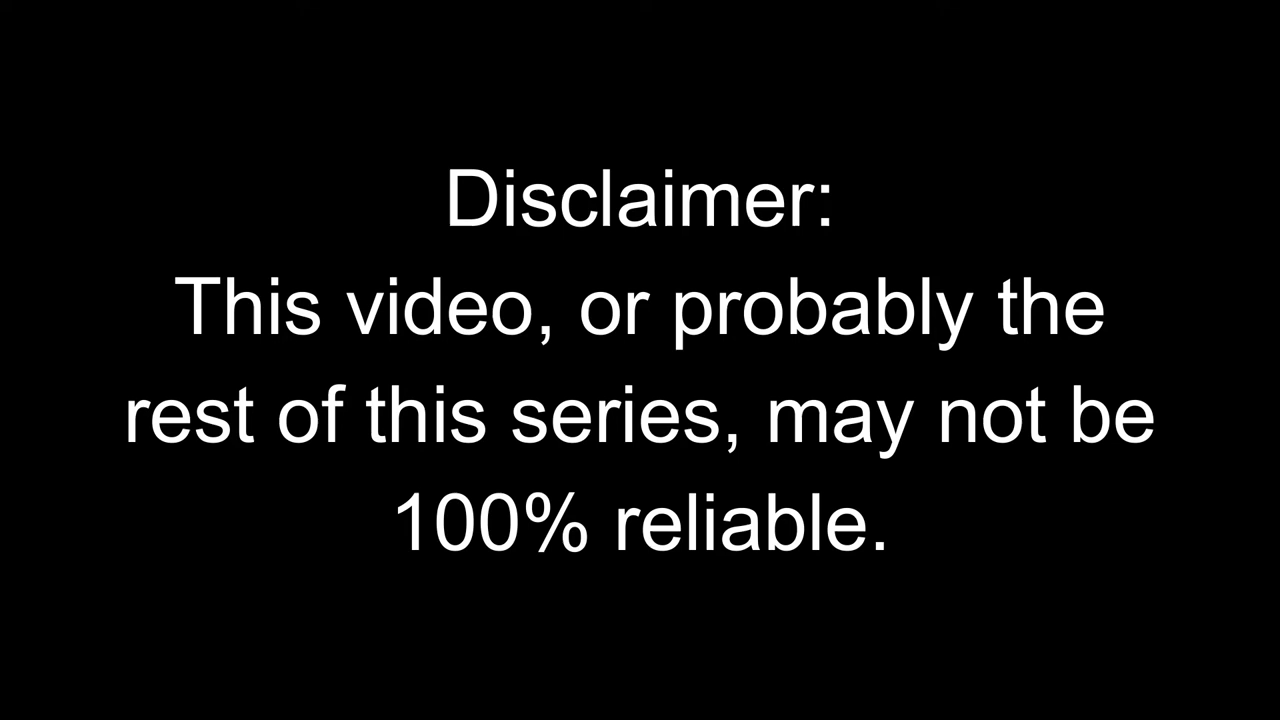 Disclaimer:
This video, or probably the
rest of this series, may not be
100% reliable.